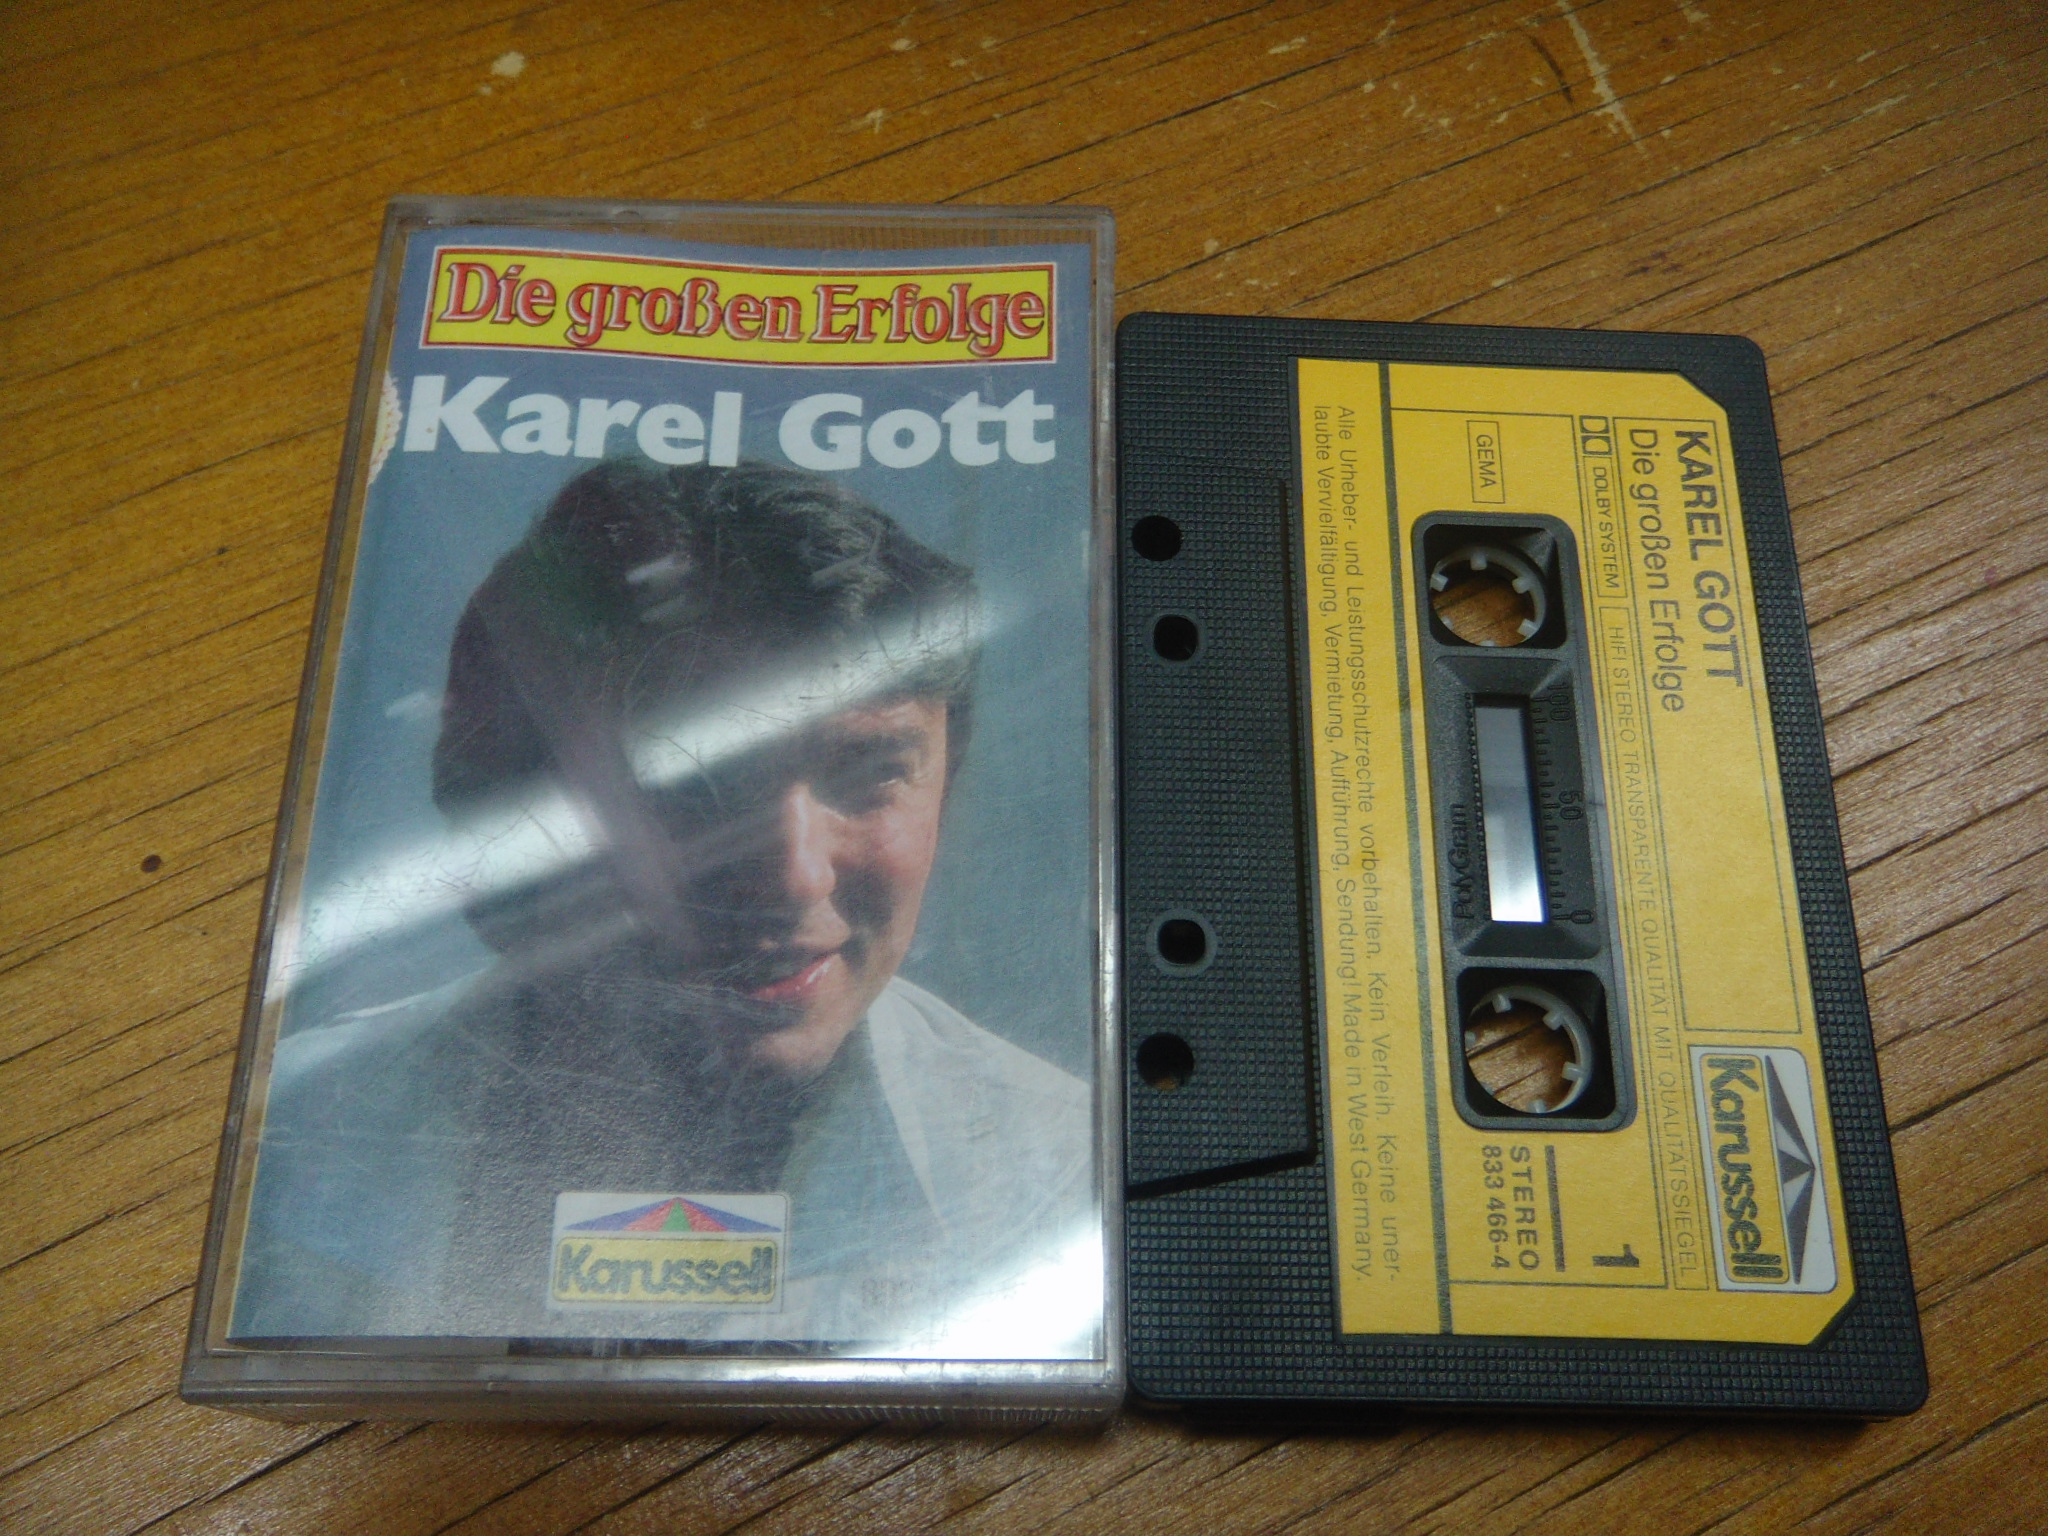 Die großen Erfolge
Karel Gott
Karussell
KAREL GOTT
Die großen Erfolge
DOLBY SYSTEM
HIFI STEREO TRANSPARENTE QUALITÄT MIT QUALITÄTSSIEGEL
Karussell
GEMA
100 50 0
PolyGram
1
STEREO
833 466-4
Alle Urheber- und Leistungsschutzrechte vorbehalten. Kein Verleih. Keine uner-
laubte Vervielfältigung, Vermietung, Aufführung, Sendung! Made in West Germany.